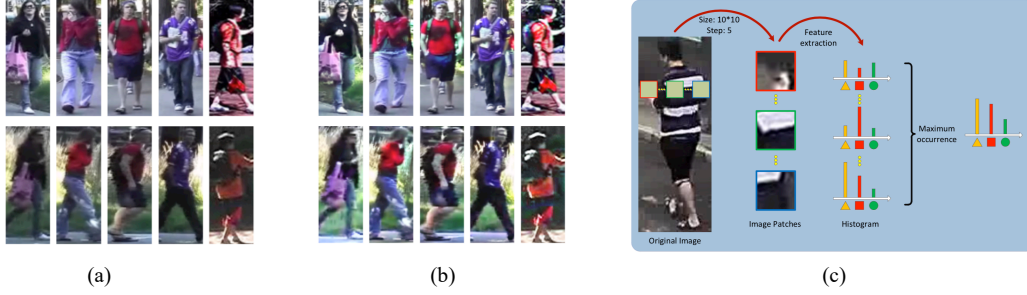 Size: 10*10
Step: 5
Feature
extraction
Maximum
occurrence
Original Image
Image Patches
Histogram
(a)
(b)
(c)